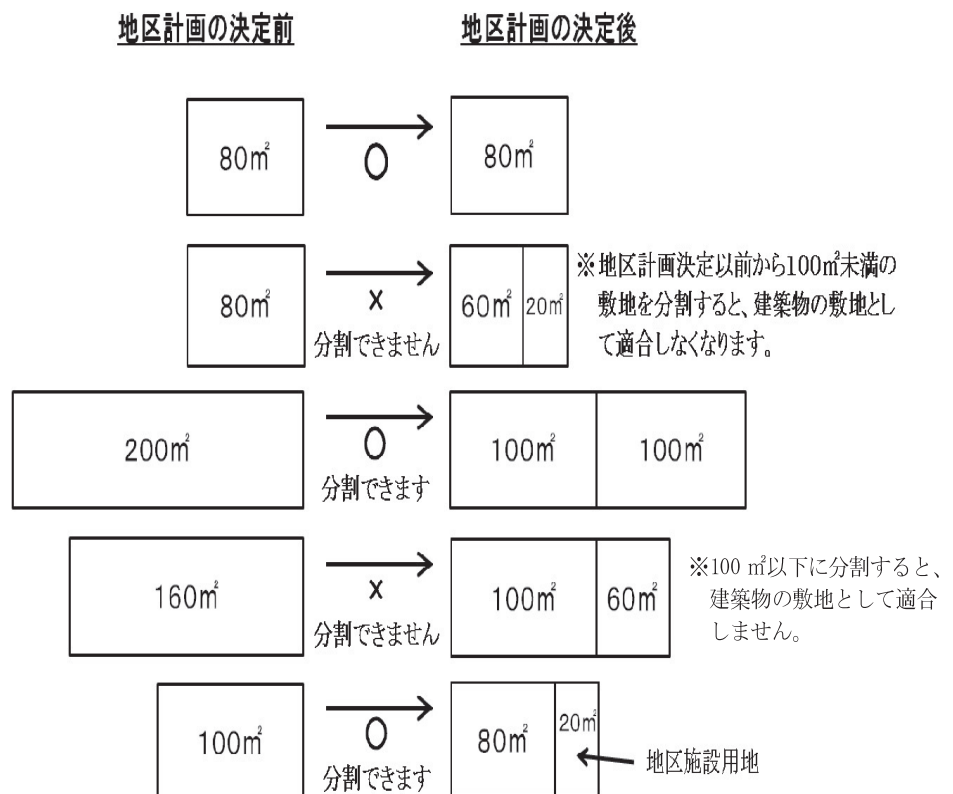 地区計画の決定前
地区計画の決定後
80㎡
○
80㎡
80㎡
×
分割できません
60㎡
20㎡
※地区計画決定以前から100㎡未満の
敷地を分割すると、建築物の敷地とし
て適合しなくなります。
200㎡
○
分割できます
100㎡
100㎡
160㎡
×
分割できません
100㎡
60㎡
※100 ㎡以下に分割すると、
建築物の敷地として適合
しません。
100㎡
○
分割できます
80㎡
20㎡
地区施設用地